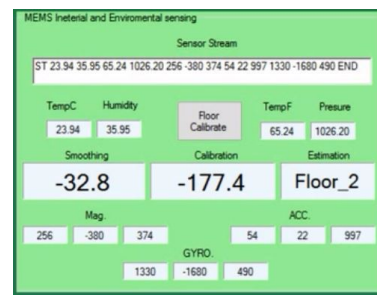 MEMS Ineterial and Enviromental sensing
Sensor Stream
ST 23.94 35.95 65.24 1026.20 256 -380 374 54 22 997 1330 -1680 490 END
TempC Humidity Floor Calibrate TempF Presure
23.94 35.95 65.24 1026.20
Smoothing Calibration Estimation
-32.8 -177.4 Floor_2
Mag. ACC.
256 -380 374 54 22 997
GYRO.
1330 -1680 490